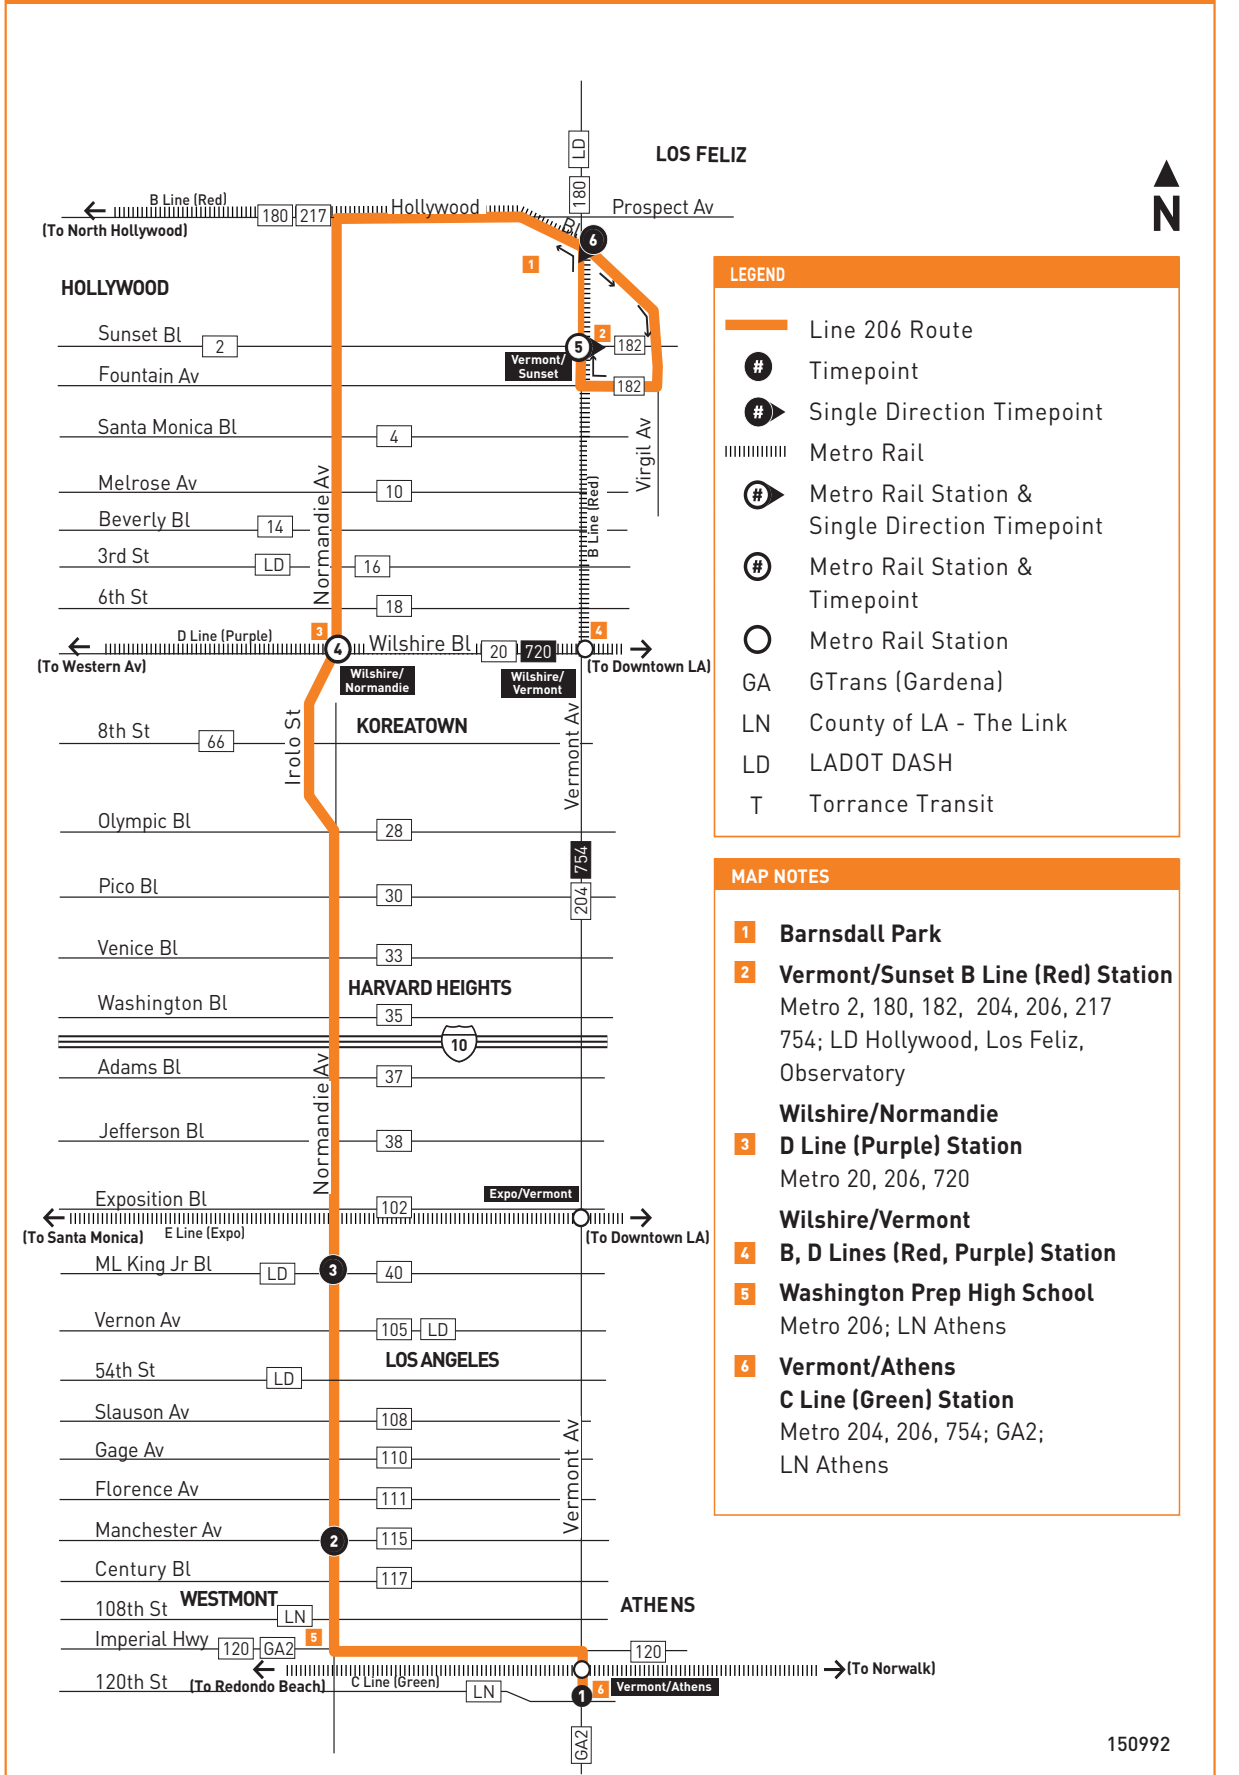 LD
LOS FELIZ
180
B Line (Red)
180
217
Hollywood
Bl
Prospect Av
(To North Hollywood)
N
6
1
HOLLYWOOD
Sunset Bl
2
5
2
182
Vermont/
Sunset
Fountain Av
182
Santa Monica Bl
4
Virgil Av
Melrose Av
10
Normandie Av
B Line (Red)
Beverly Bl
14
3rd St
LD
16
6th St
18
3
4
D Line (Purple)
4
Wilshire Bl
20
720
(To Western Av)
(To Downtown LA)
Wilshire/
Normandie
Wilshire/
Vermont
Irolo St
KOREATOWN
Vermont Av
8th St
66
Olympic Bl
28
754
204
Pico Bl
30
Venice Bl
33
HARVARD HEIGHTS
Washington Bl
35
10
Adams Bl
37
Normandie Av
Jefferson Bl
38
Expo/Vermont
Exposition Bl
102
(To Santa Monica)
E Line (Expo)
(To Downtown LA)
ML King Jr Bl
LD
3
40
Vernon Av
105
LD
LOS ANGELES
54th St
LD
Slauson Av
108
Vermont Av
Gage Av
110
Florence Av
111
Manchester Av
2
115
Century Bl
117
WESTMONT
108th St
LN
ATHENS
Imperial Hwy
120
GA2
5
120
(To Norwalk)
120th St
(To Redondo Beach)
C Line (Green)
LN
1
6
Vermont/Athens
GA2
LEGEND
Line 206 Route
# Timepoint
# Single Direction Timepoint
Metro Rail
# Metro Rail Station &
Single Direction Timepoint
# Metro Rail Station &
Timepoint
Metro Rail Station
GA GTrans (Gardena)
LN County of LA - The Link
LD LADOT DASH
T Torrance Transit
MAP NOTES
1 Barnsdall Park
2 Vermont/Sunset B Line (Red) Station
Metro 2, 180, 182, 204, 206, 217
754; LD Hollywood, Los Feliz,
Observatory
Wilshire/Normandie
3 D Line (Purple) Station
Metro 20, 206, 720
Wilshire/Vermont
4 B, D Lines (Red, Purple) Station
5 Washington Prep High School
Metro 206; LN Athens
6 Vermont/Athens
C Line (Green) Station
Metro 204, 206, 754; GA2;
LN Athens
150992